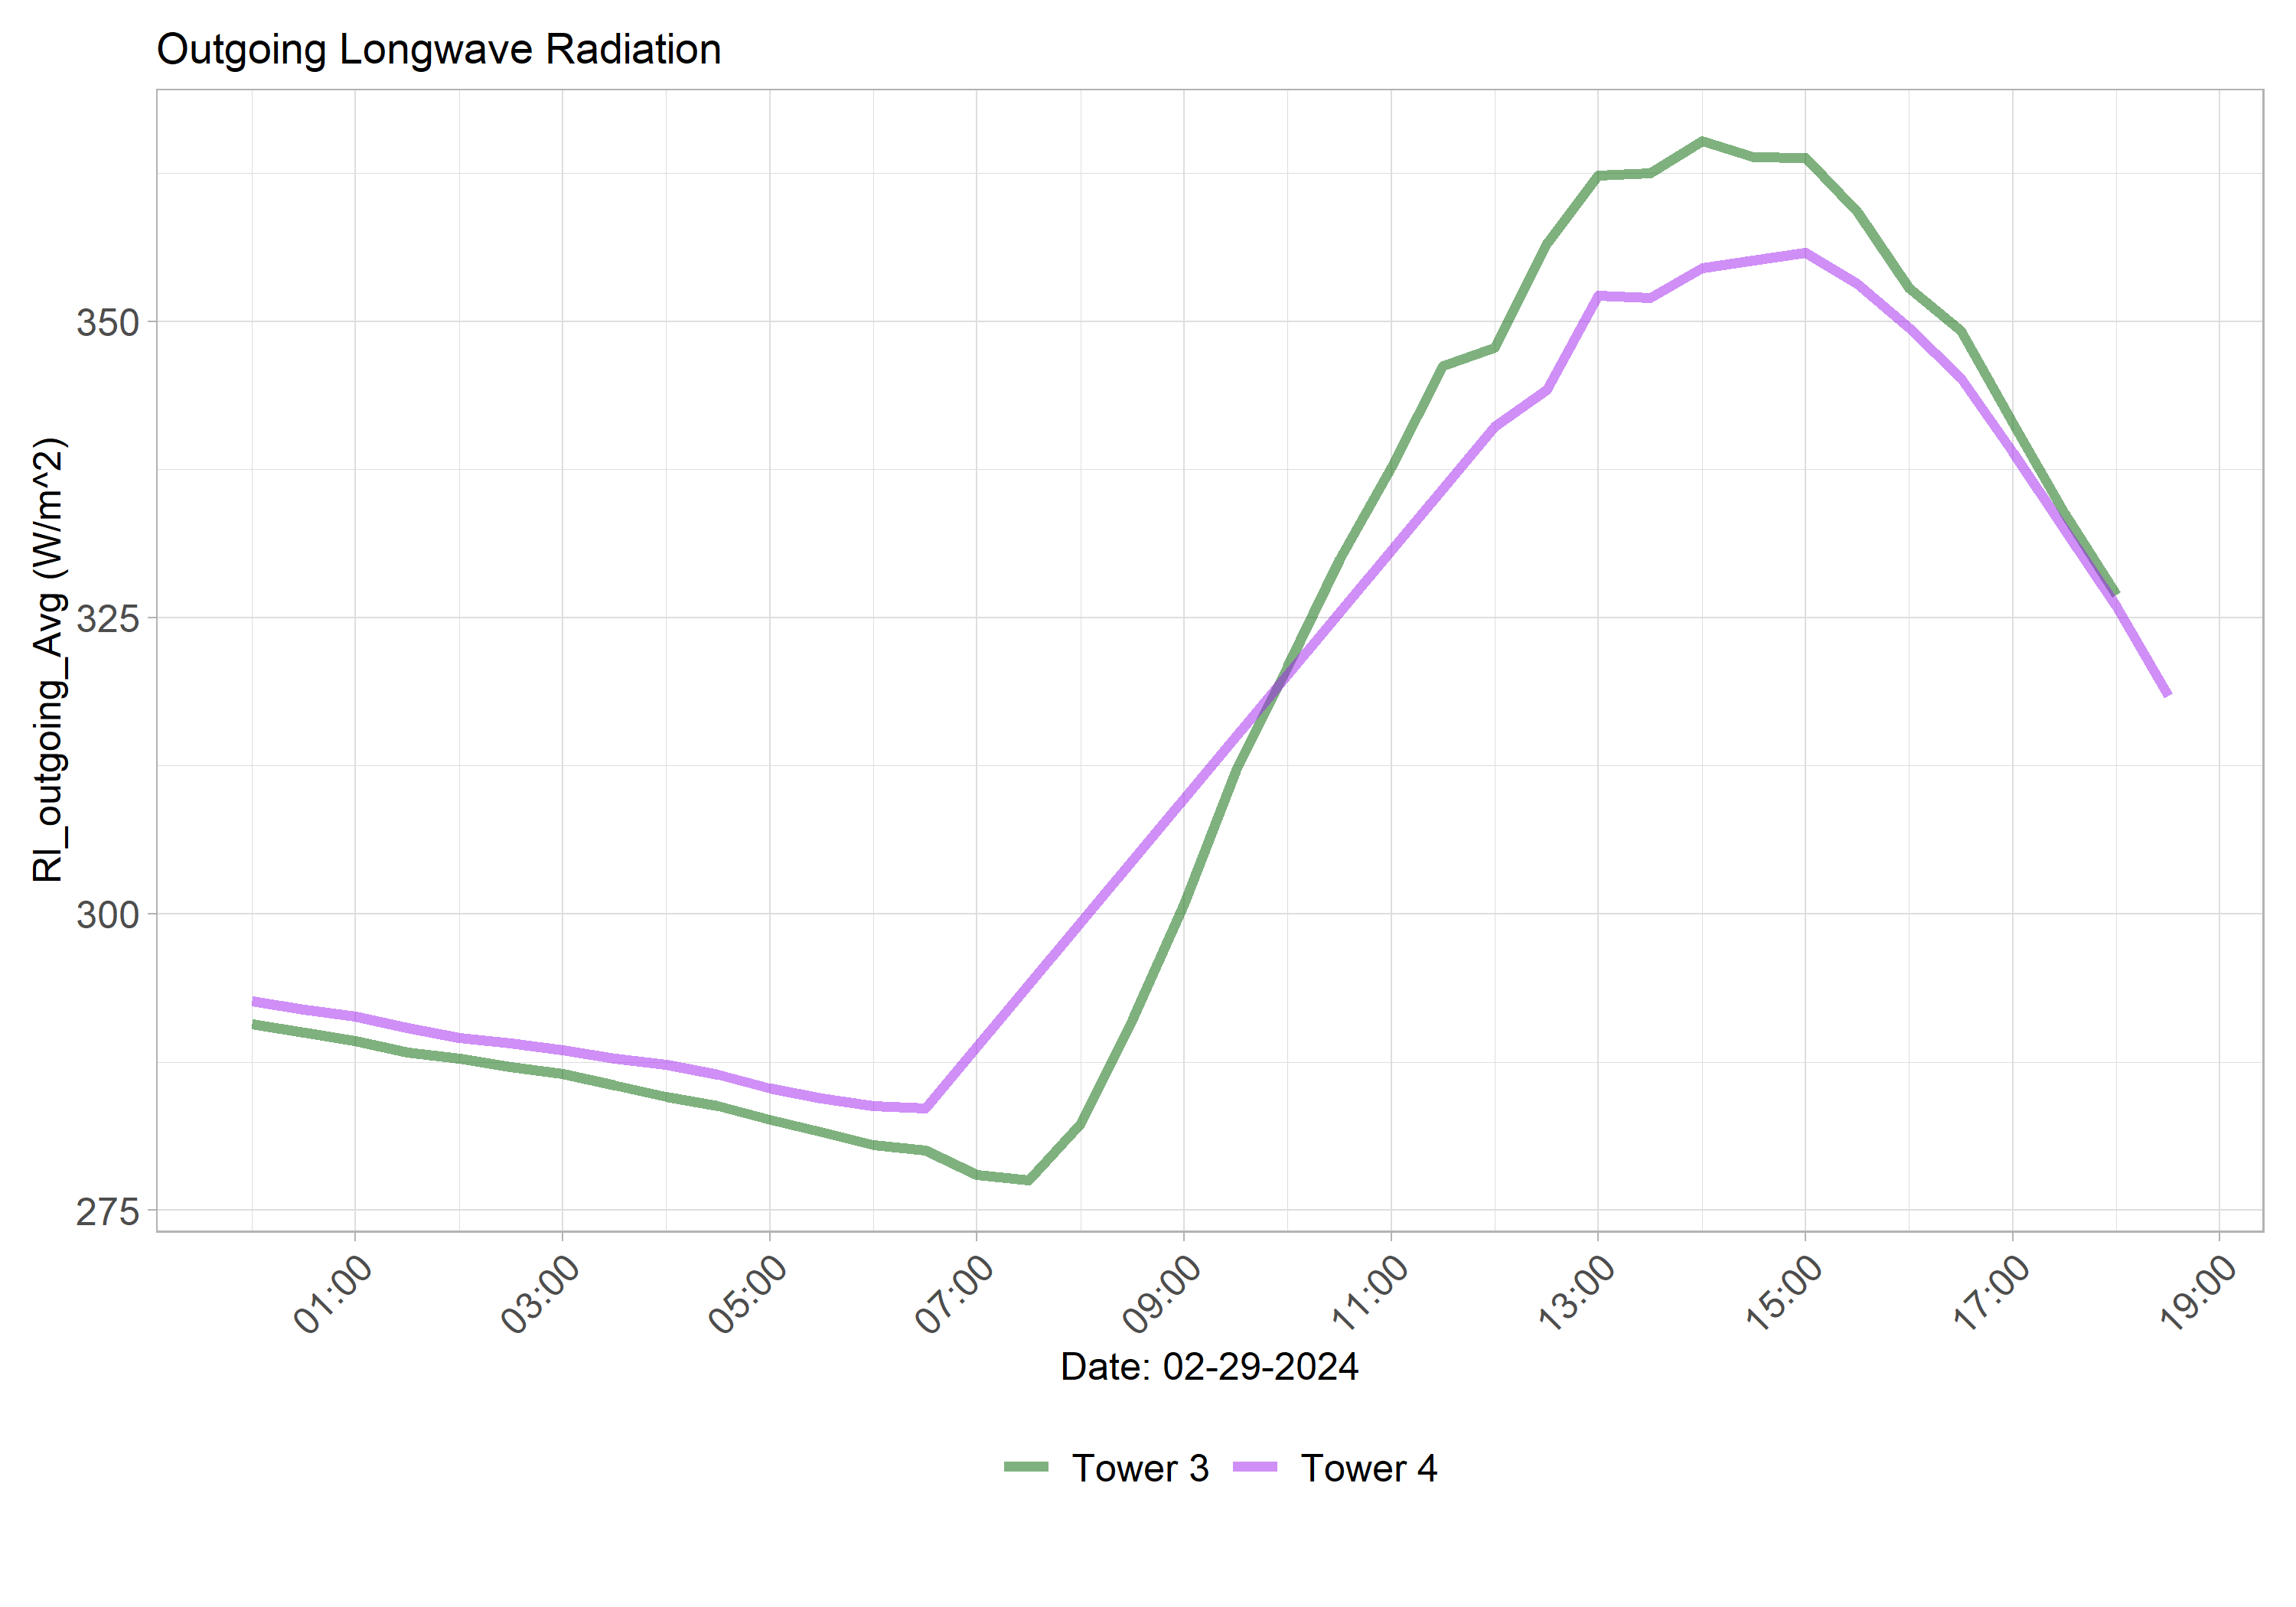 Outgoing Longwave Radiation
Rl_outgoing_Avg (W/m^2)
350
325
300
275
01:00 03:00 05:00 07:00 09:00 11:00 13:00 15:00 17:00 19:00
Date: 02-29-2024
Tower 3 Tower 4